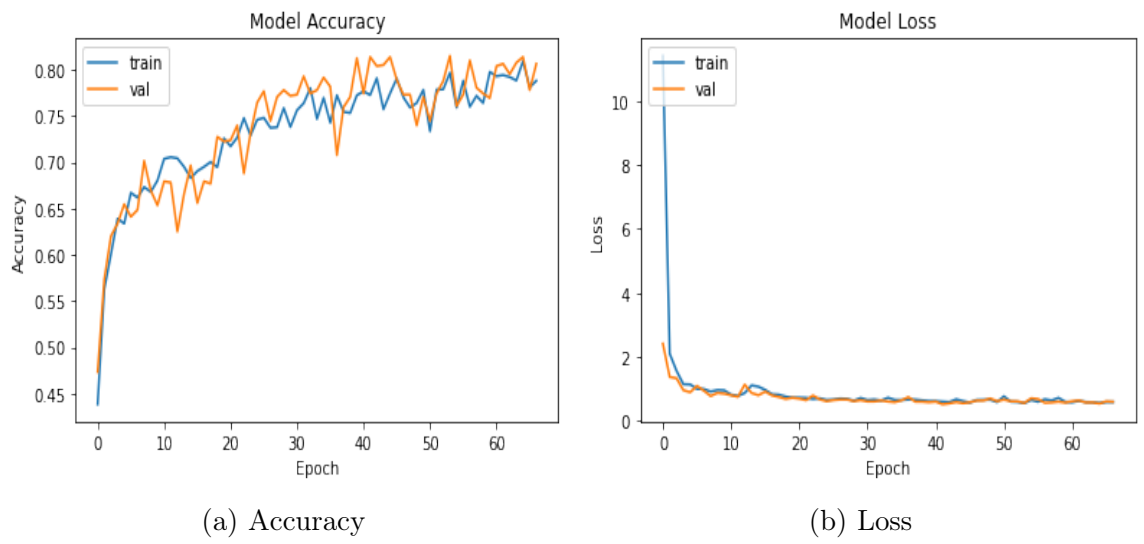 Model Accuracy
train
val
0.80
0.75
0.70
0.65
0.60
0.55
0.50
0.45
Accuracy
0 10 20 30 40 50 60
Epoch
(a) Accuracy
Model Loss
train
val
10
8
6
4
2
0
Loss
0 10 20 30 40 50 60
Epoch
(b) Loss